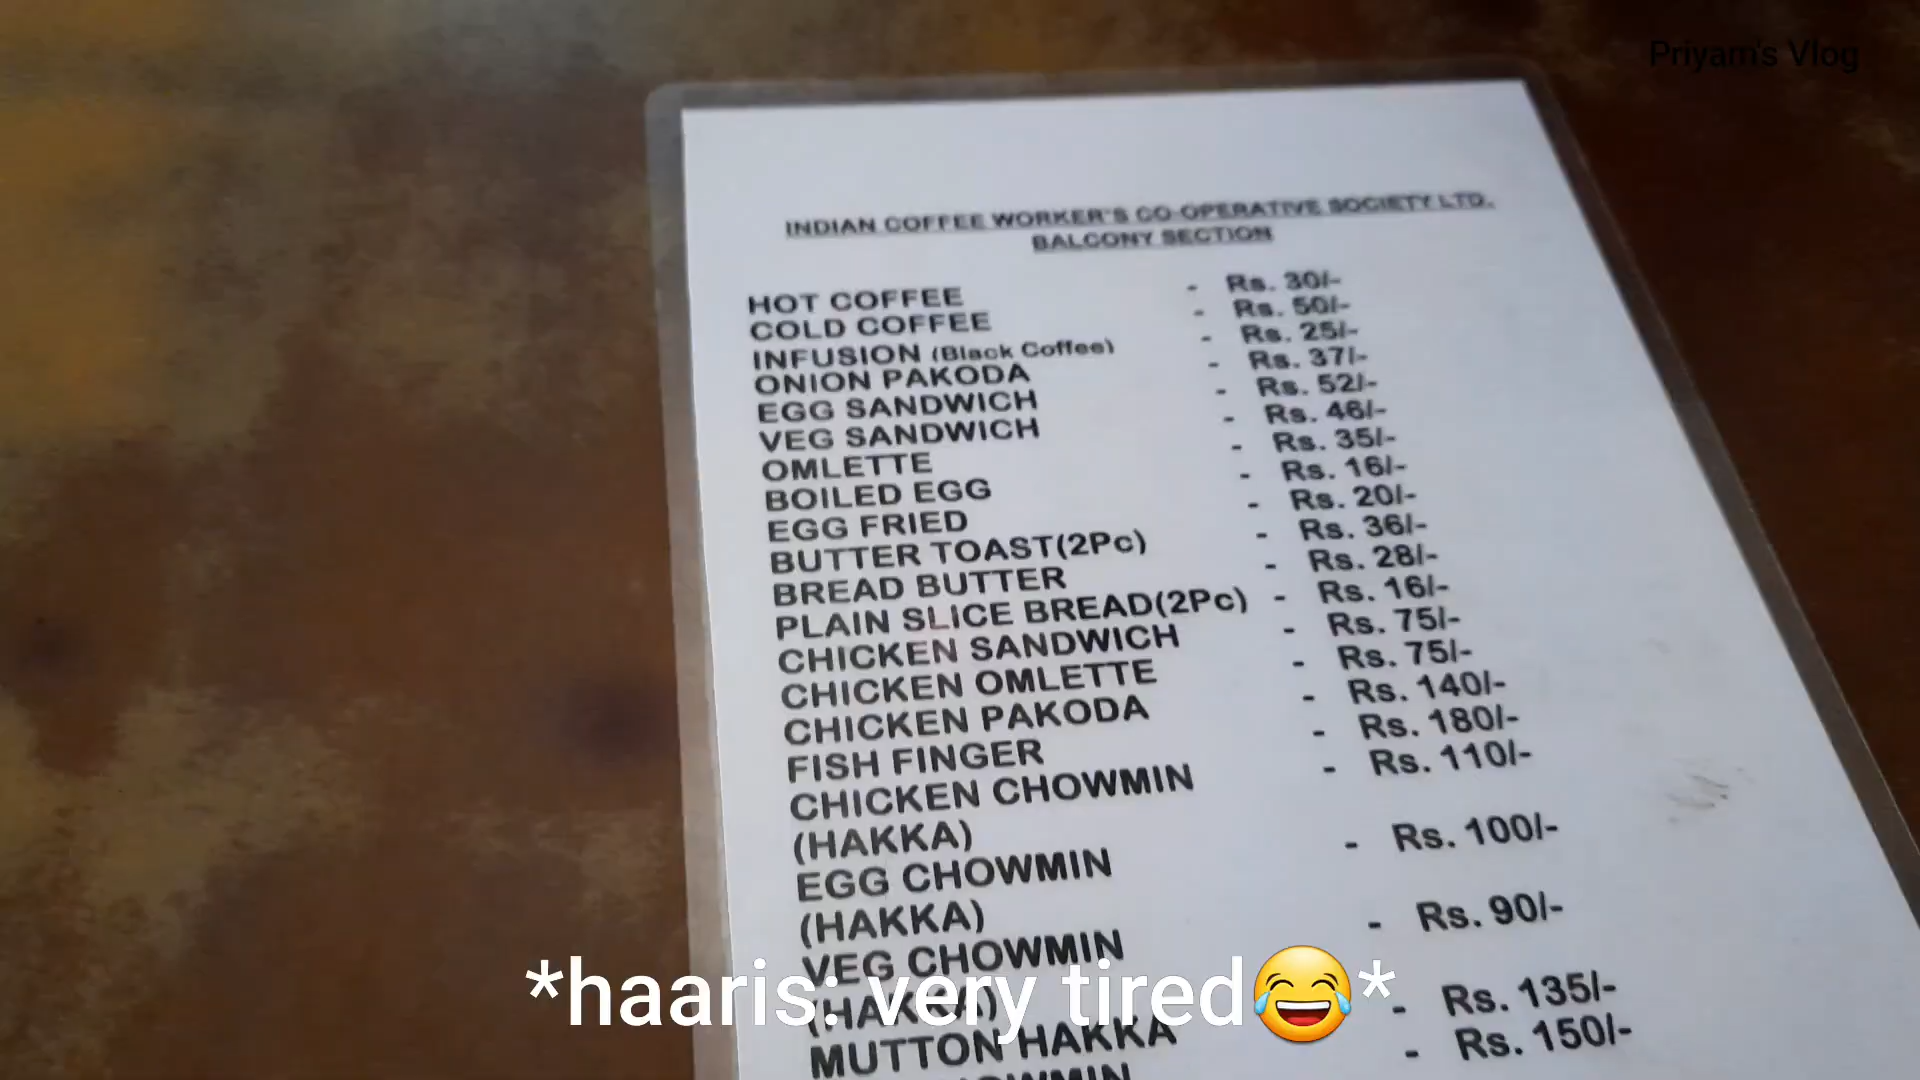 Priyam's Vlog
INDIAN COFFEE WORKER'S CO-OPERATIVE SOCIETY LTD.
BALCONY SECTION
HOT COFFEE - Rs. 30/-
COLD COFFEE - Rs. 50/-
INFUSION (Black Coffee) - Rs. 25/-
ONION PAKODA - Rs. 37/-
EGG SANDWICH - Rs. 52/-
VEG SANDWICH - Rs. 46/-
OMLETTE - Rs. 35/-
BOILED EGG - Rs. 16/-
EGG FRIED - Rs. 20/-
BUTTER TOAST(2Pc) - Rs. 36/-
BREAD BUTTER - Rs. 28/-
PLAIN SLICE BREAD(2Pc) - Rs. 16/-
CHICKEN SANDWICH - Rs. 75/-
CHICKEN OMLETTE - Rs. 75/-
CHICKEN PAKODA - Rs. 140/-
FISH FINGER - Rs. 180/-
CHICKEN CHOWMIN - Rs. 110/-
(HAKKA)
EGG CHOWMIN - Rs. 100/-
(HAKKA)
VEG CHOWMIN - Rs. 90/-
(HAKKA)
MUTTON HAKKA - Rs. 135/-
CHOWMIN - Rs. 150/-
*haaris: very tired😂*